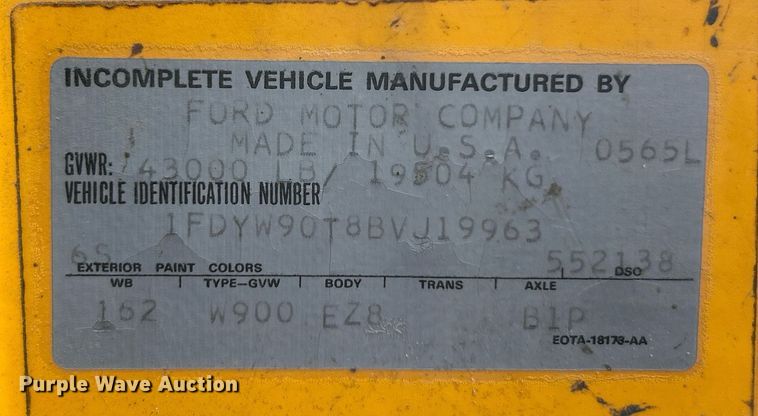 INCOMPLETE VEHICLE MANUFACTURED BY
FORD MOTOR COMPANY
MADE IN U.S.A. 0565L
GVWR: 43000 LB/ 19504 KG
VEHICLE IDENTIFICATION NUMBER
1FDYW90T8BVJ19963
6S 552138
EXTERIOR PAINT COLORS DSO
WB TYPE-GVW BODY TRANS AXLE
162 W900 EZ8 B1P
EOTA-18173-AA
Purple Wave Auction